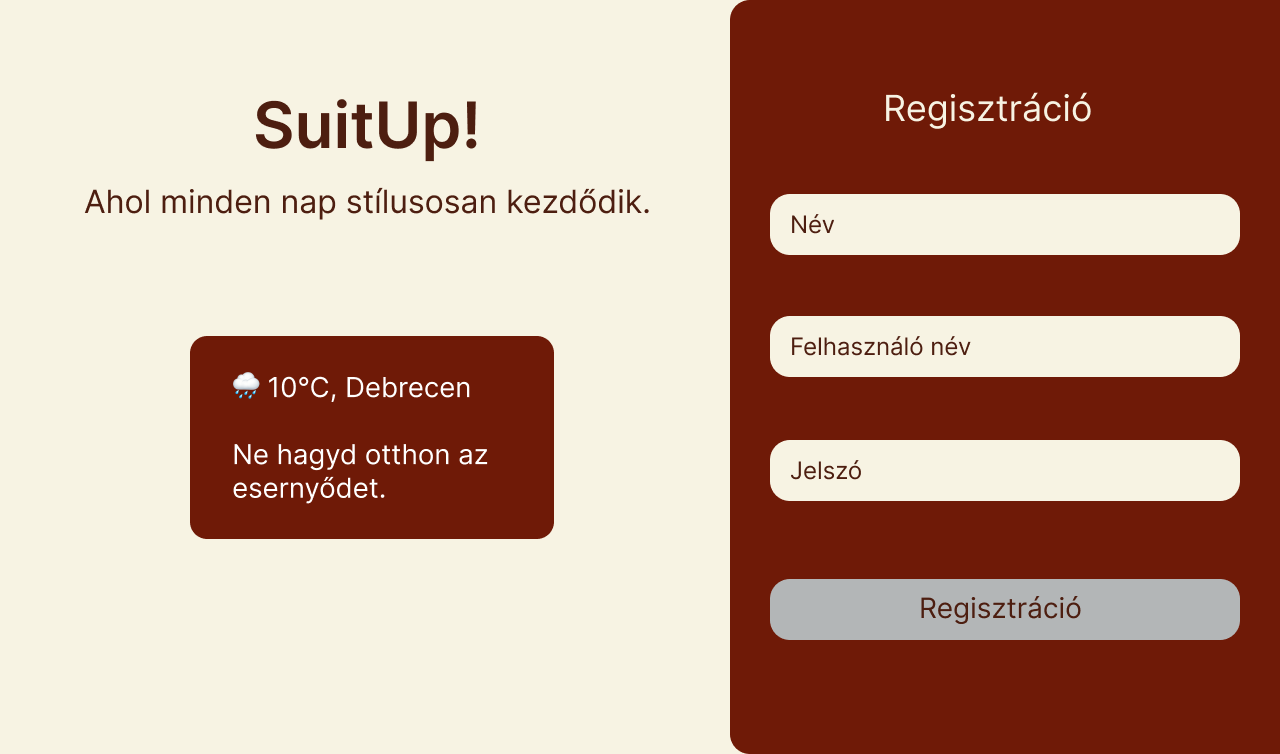 SuitUp!
Ahol minden nap stílusosan kezdődik.
🌧️ 10°C, Debrecen
Ne hagyd otthon az
esernyődet.
Regisztráció
Név
Felhasználó név
Jelszó
Regisztráció